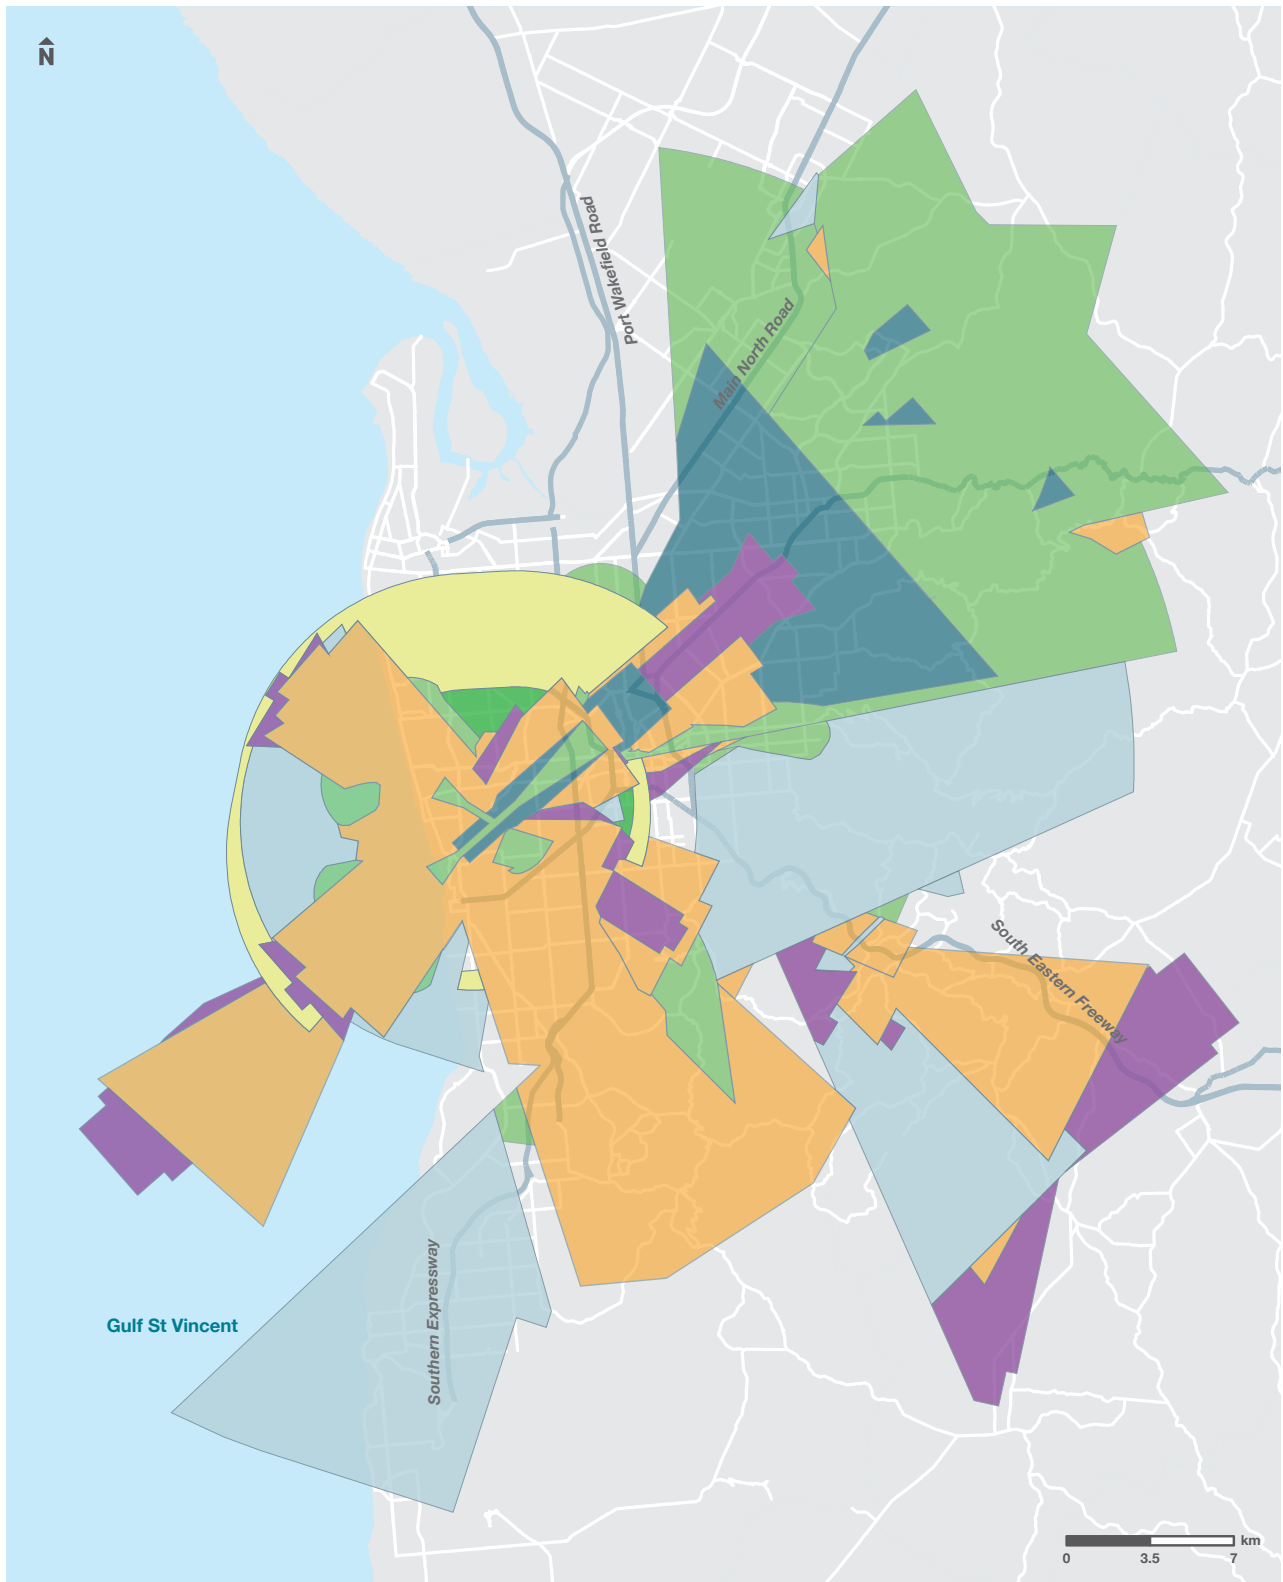 N
Port Wakefield Road
Main North Road
South Eastern Freeway
Southern Expressway
Gulf St Vincent
km
0 3.5 7